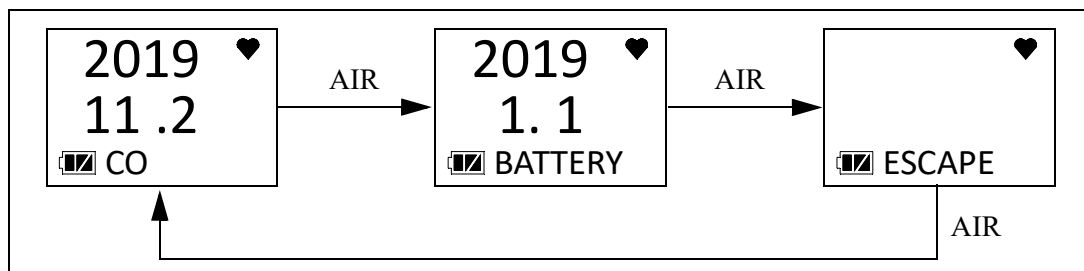 2019
11 .2
CO
AIR
2019
1. 1
BATTERY
AIR
ESCAPE
AIR